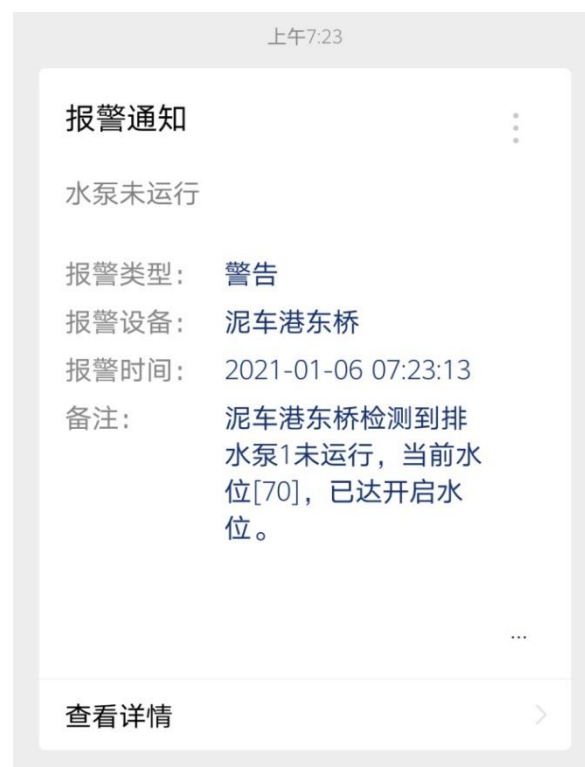 上午7:23
报警通知
水泵未运行
报警类型: 警告
报警设备: 泥车港东桥
报警时间: 2021-01-06 07:23:13
备注: 泥车港东桥检测到排
水泵1未运行，当前水
位[70]，已达开启水
位。
...
查看详情